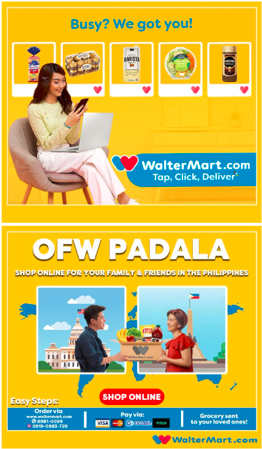 Busy? We got you!
BARISTA
WalterMart.com
Tap, Click, Deliver!
OFW PADALA
SHOP ONLINE FOR YOUR FAMILY & FRIENDS IN THE PHILIPPINES
SHOP ONLINE
Easy Steps:
Order via
www.waltermart.com
Pay via:
VISA
Grocery sent
to your loved ones!
WalterMart.com